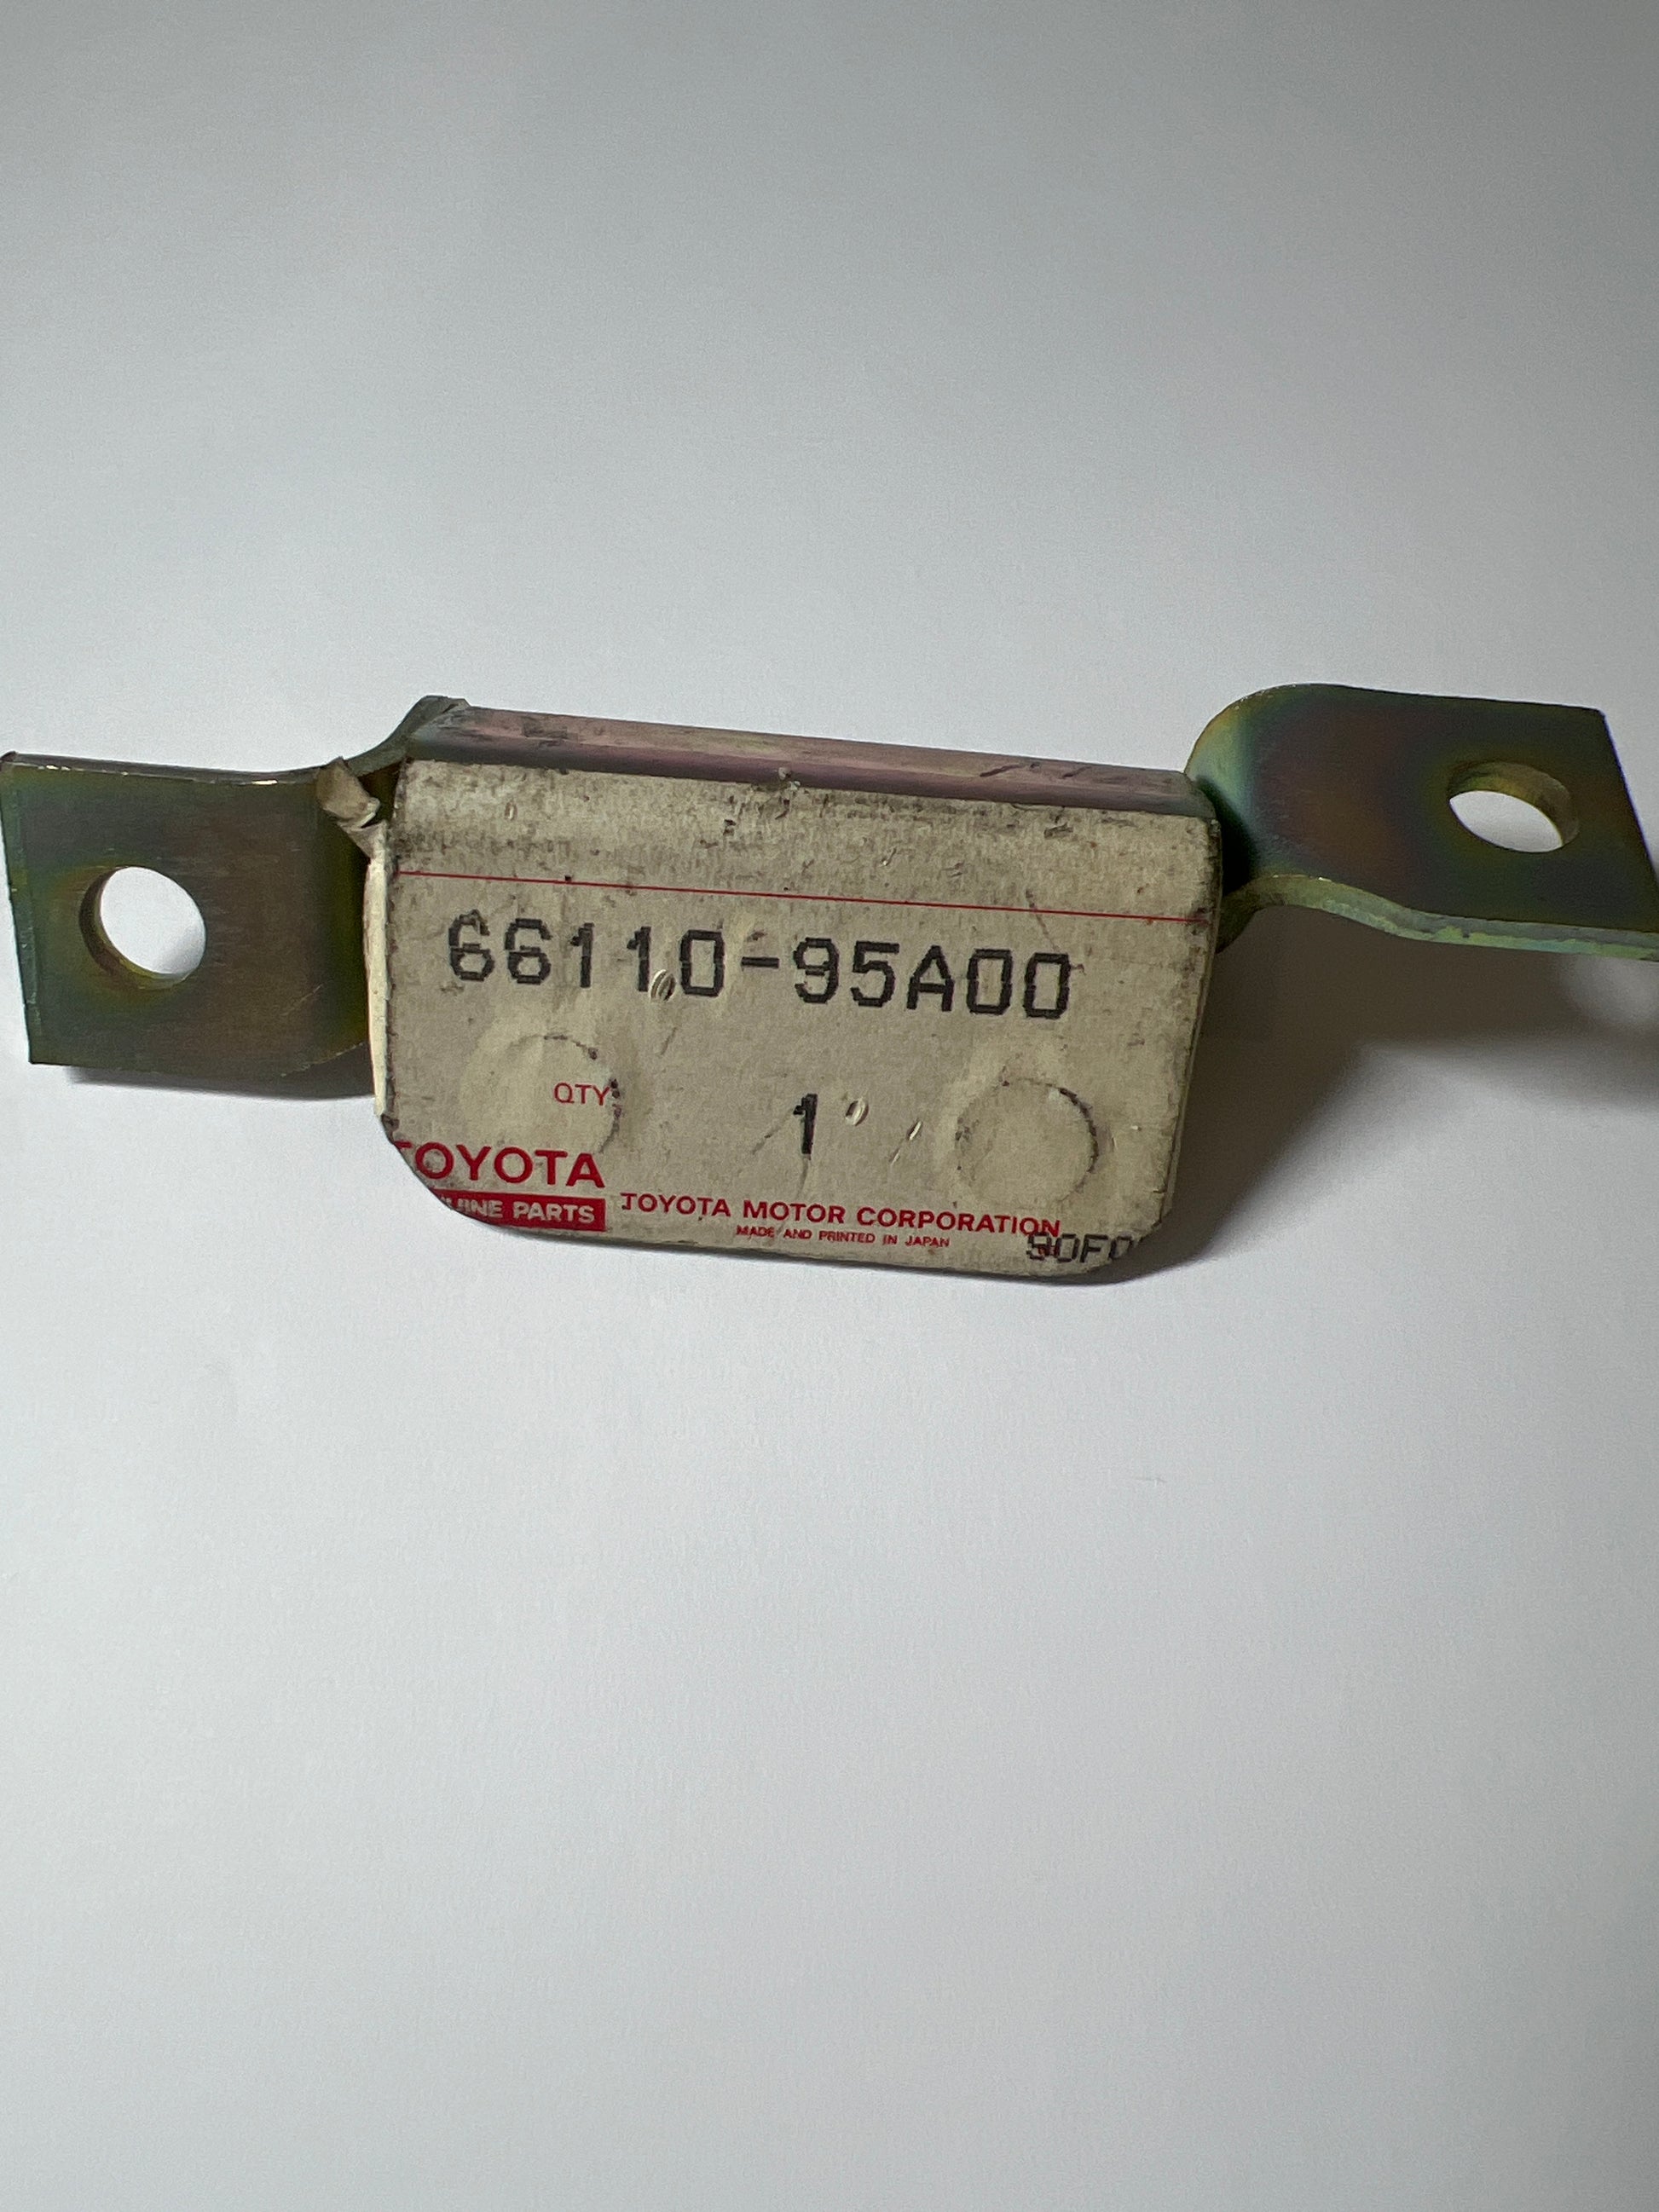 66110-95A00
QTY 1
TOYOTA
PARTS
TOYOTA MOTOR CORPORATION
MADE AND PRINTED IN JAPAN